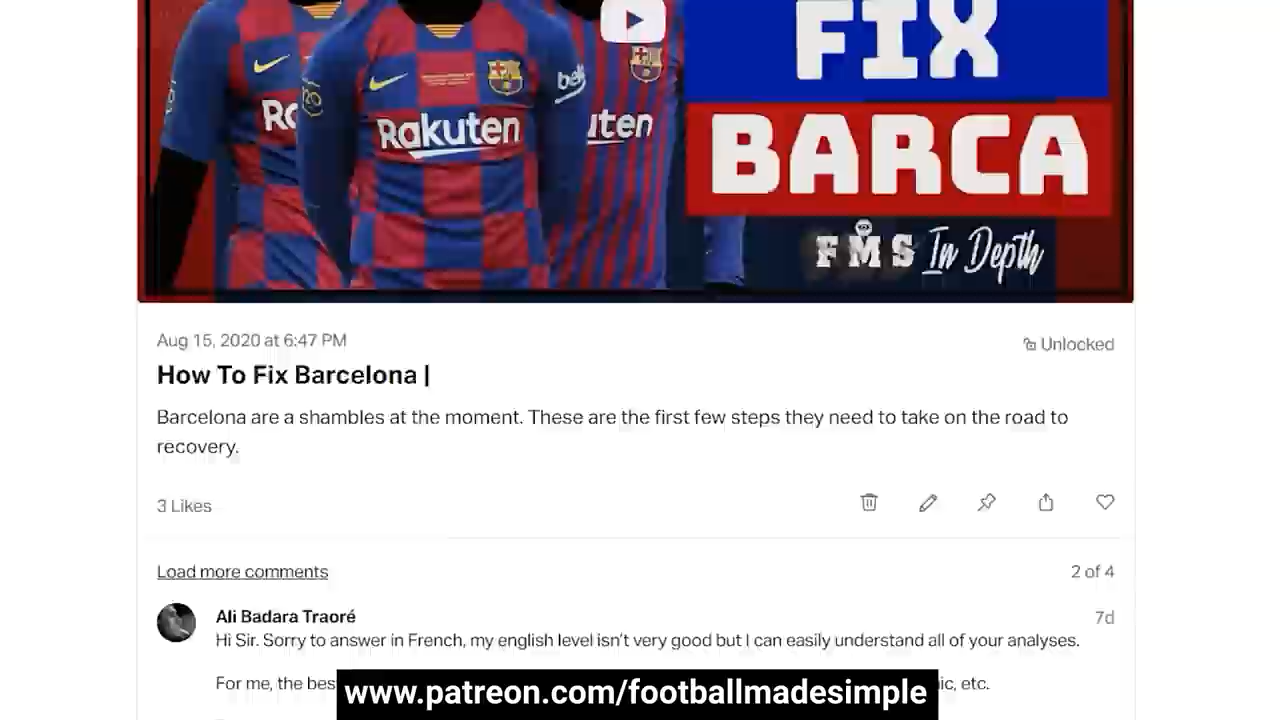 FIX
BARCA
Rakuten
beko
FMS In Depth
Aug 15, 2020 at 6:47 PM
Unlocked
How To Fix Barcelona |
Barcelona are a shambles at the moment. These are the first few steps they need to take on the road to
recovery.
3 Likes
Load more comments
2 of 4
Ali Badara Traoré
7d
Hi Sir. Sorry to answer in French, my english level isn't very good but I can easily understand all of your analyses.
For me, the
www.patreon.com/footballmadesimple
etc.